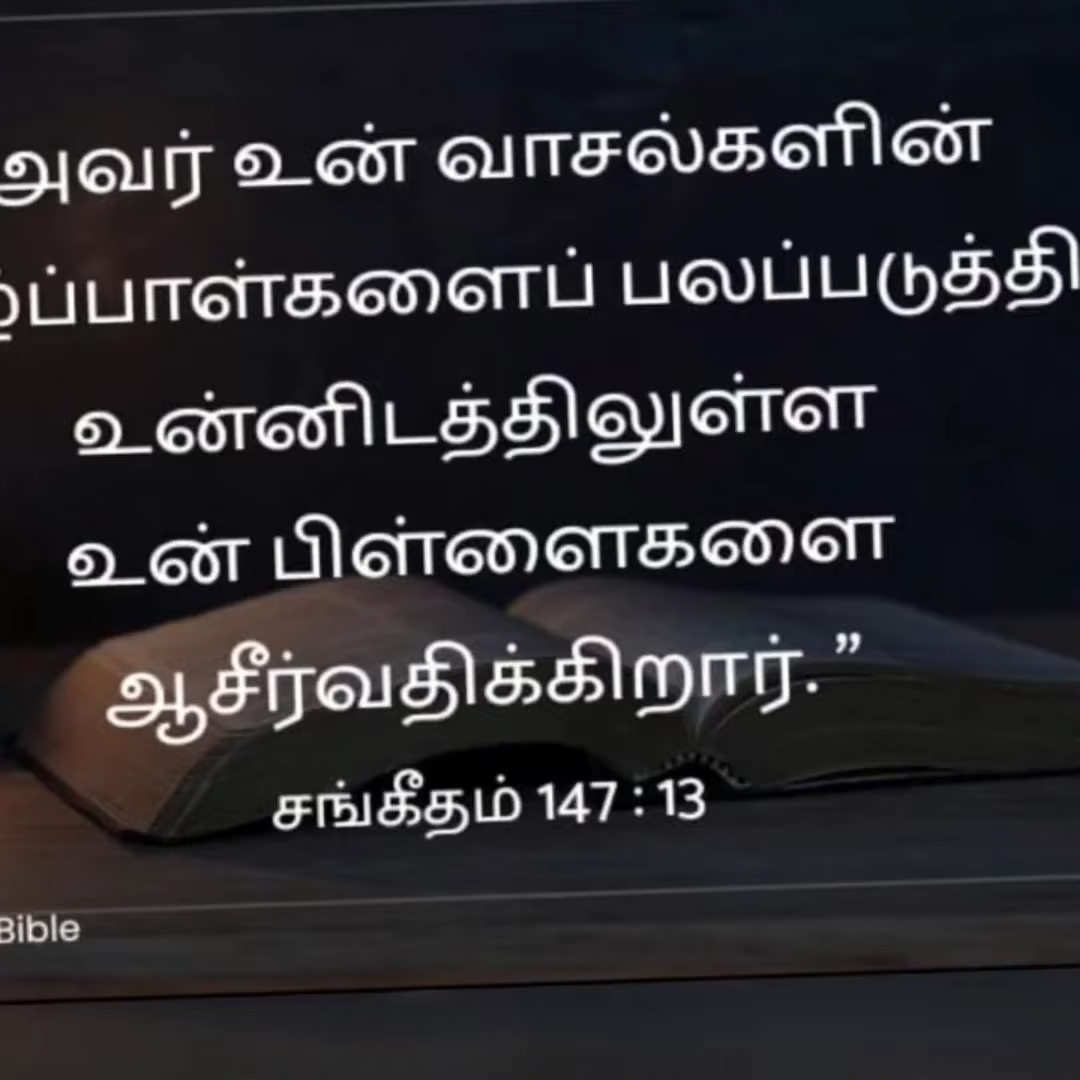 அவர் உன் வாசல்களின்
பலப்படுத்தி
உன்னிடத்திலுள்ள
உன் பிள்ளைகளை
ஆசீர்வதிக்கிறார்.”
சங்கீதம் 147 : 13
Bible